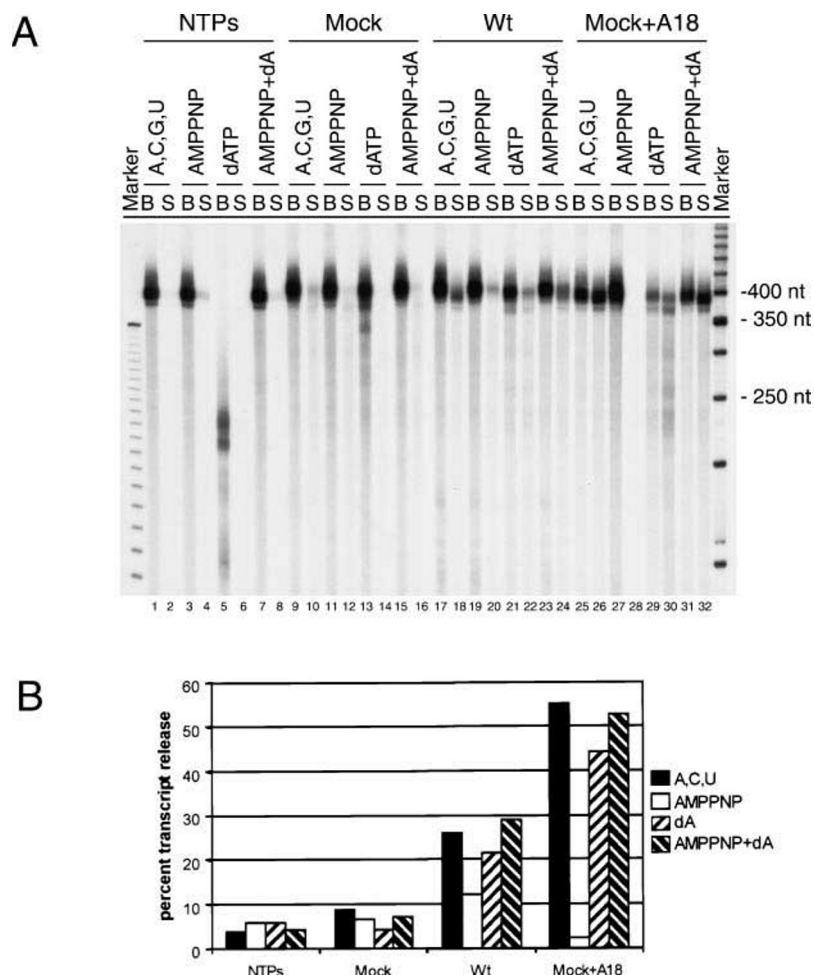 A
NTPs Mock Wt Mock+A18
Marker A,C,G,U AMPPNP dATP AMPPNP+dA A,C,G,U AMPPNP dATP AMPPNP+dA A,C,G,U AMPPNP dATP AMPPNP+dA A,C,G,U AMPPNP dATP AMPPNP+dA Marker
B S B S B S B S B S B S B S B S B S B S B S B S B S B S B S B S
-400 nt
- 350 nt
- 250 nt
1 2 3 4 5 6 7 8 9 10 11 12 13 14 15 16 17 18 19 20 21 22 23 24 25 26 27 28 29 30 31 32
B
percent transcript release
60
50
40
30
20
10
0
NTPs Mock Wt Mock+A18
A,C,U
AMPPNP
dA
AMPPNP+dA